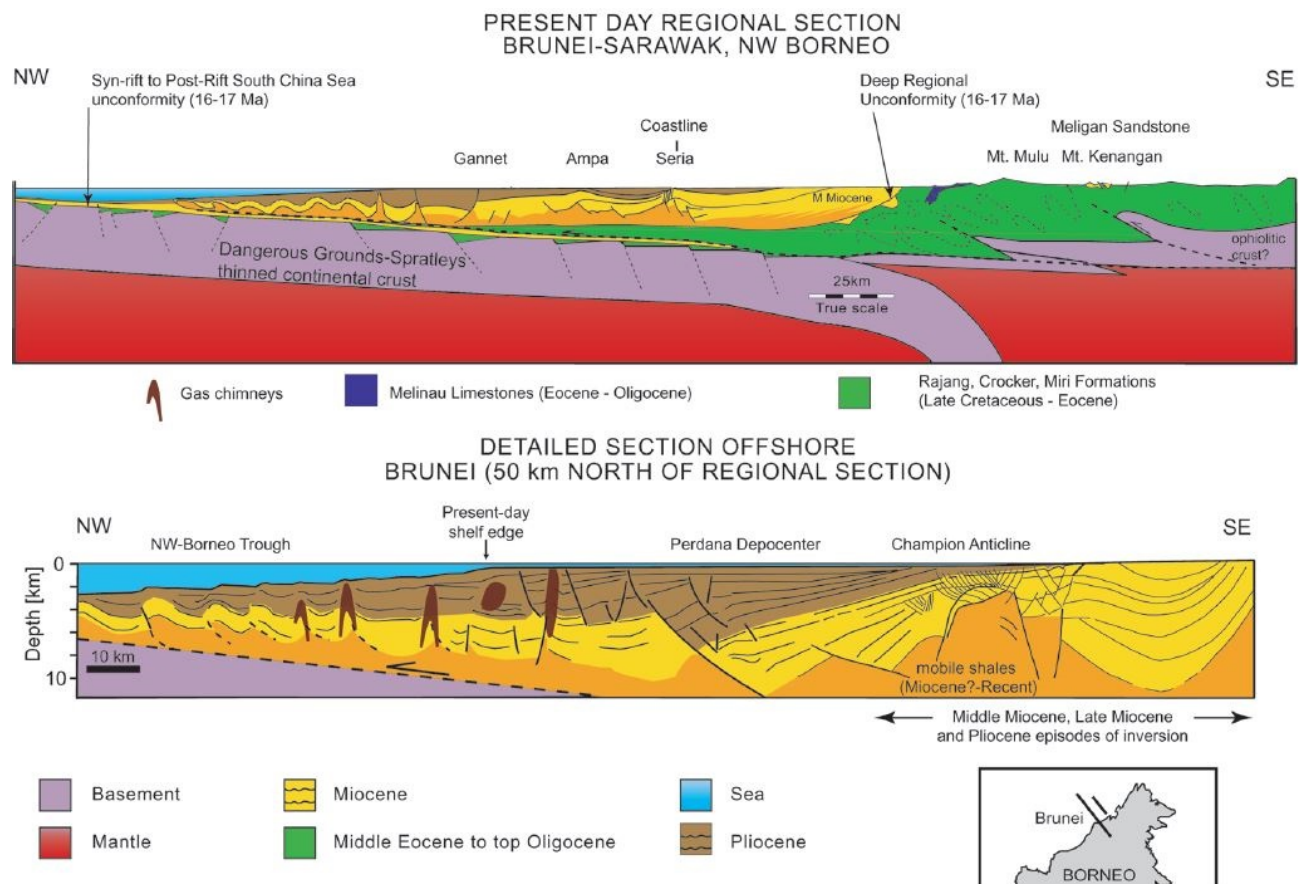 PRESENT DAY REGIONAL SECTION
BRUNEI-SARAWAK, NW BORNEO
NW
SE
Syn-rift to Post-Rift South China Sea
unconformity (16-17 Ma)
Deep Regional
Unconformity (16-17 Ma)
Coastline
Meligan Sandstone
Gannet
Ampa
Seria
Mt. Mulu
Mt. Kenangan
M Miocene
Dangerous Grounds-Spratleys
thinned continental crust
ophiolitic
crust?
25km
True scale
Gas chimneys
Melinau Limestones (Eocene - Oligocene)
Rajang, Crocker, Miri Formations
(Late Cretaceous - Eocene)
DETAILED SECTION OFFSHORE
BRUNEI (50 km NORTH OF REGIONAL SECTION)
NW
SE
Present-day
shelf edge
NW-Borneo Trough
Perdana Depocenter
Champion Anticline
0
Depth [km]
10
10 km
mobile shales
(Miocene?-Recent)
Middle Miocene, Late Miocene
and Pliocene episodes of inversion
Basement
Miocene
Sea
Mantle
Middle Eocene to top Oligocene
Pliocene
Brunei
BORNEO